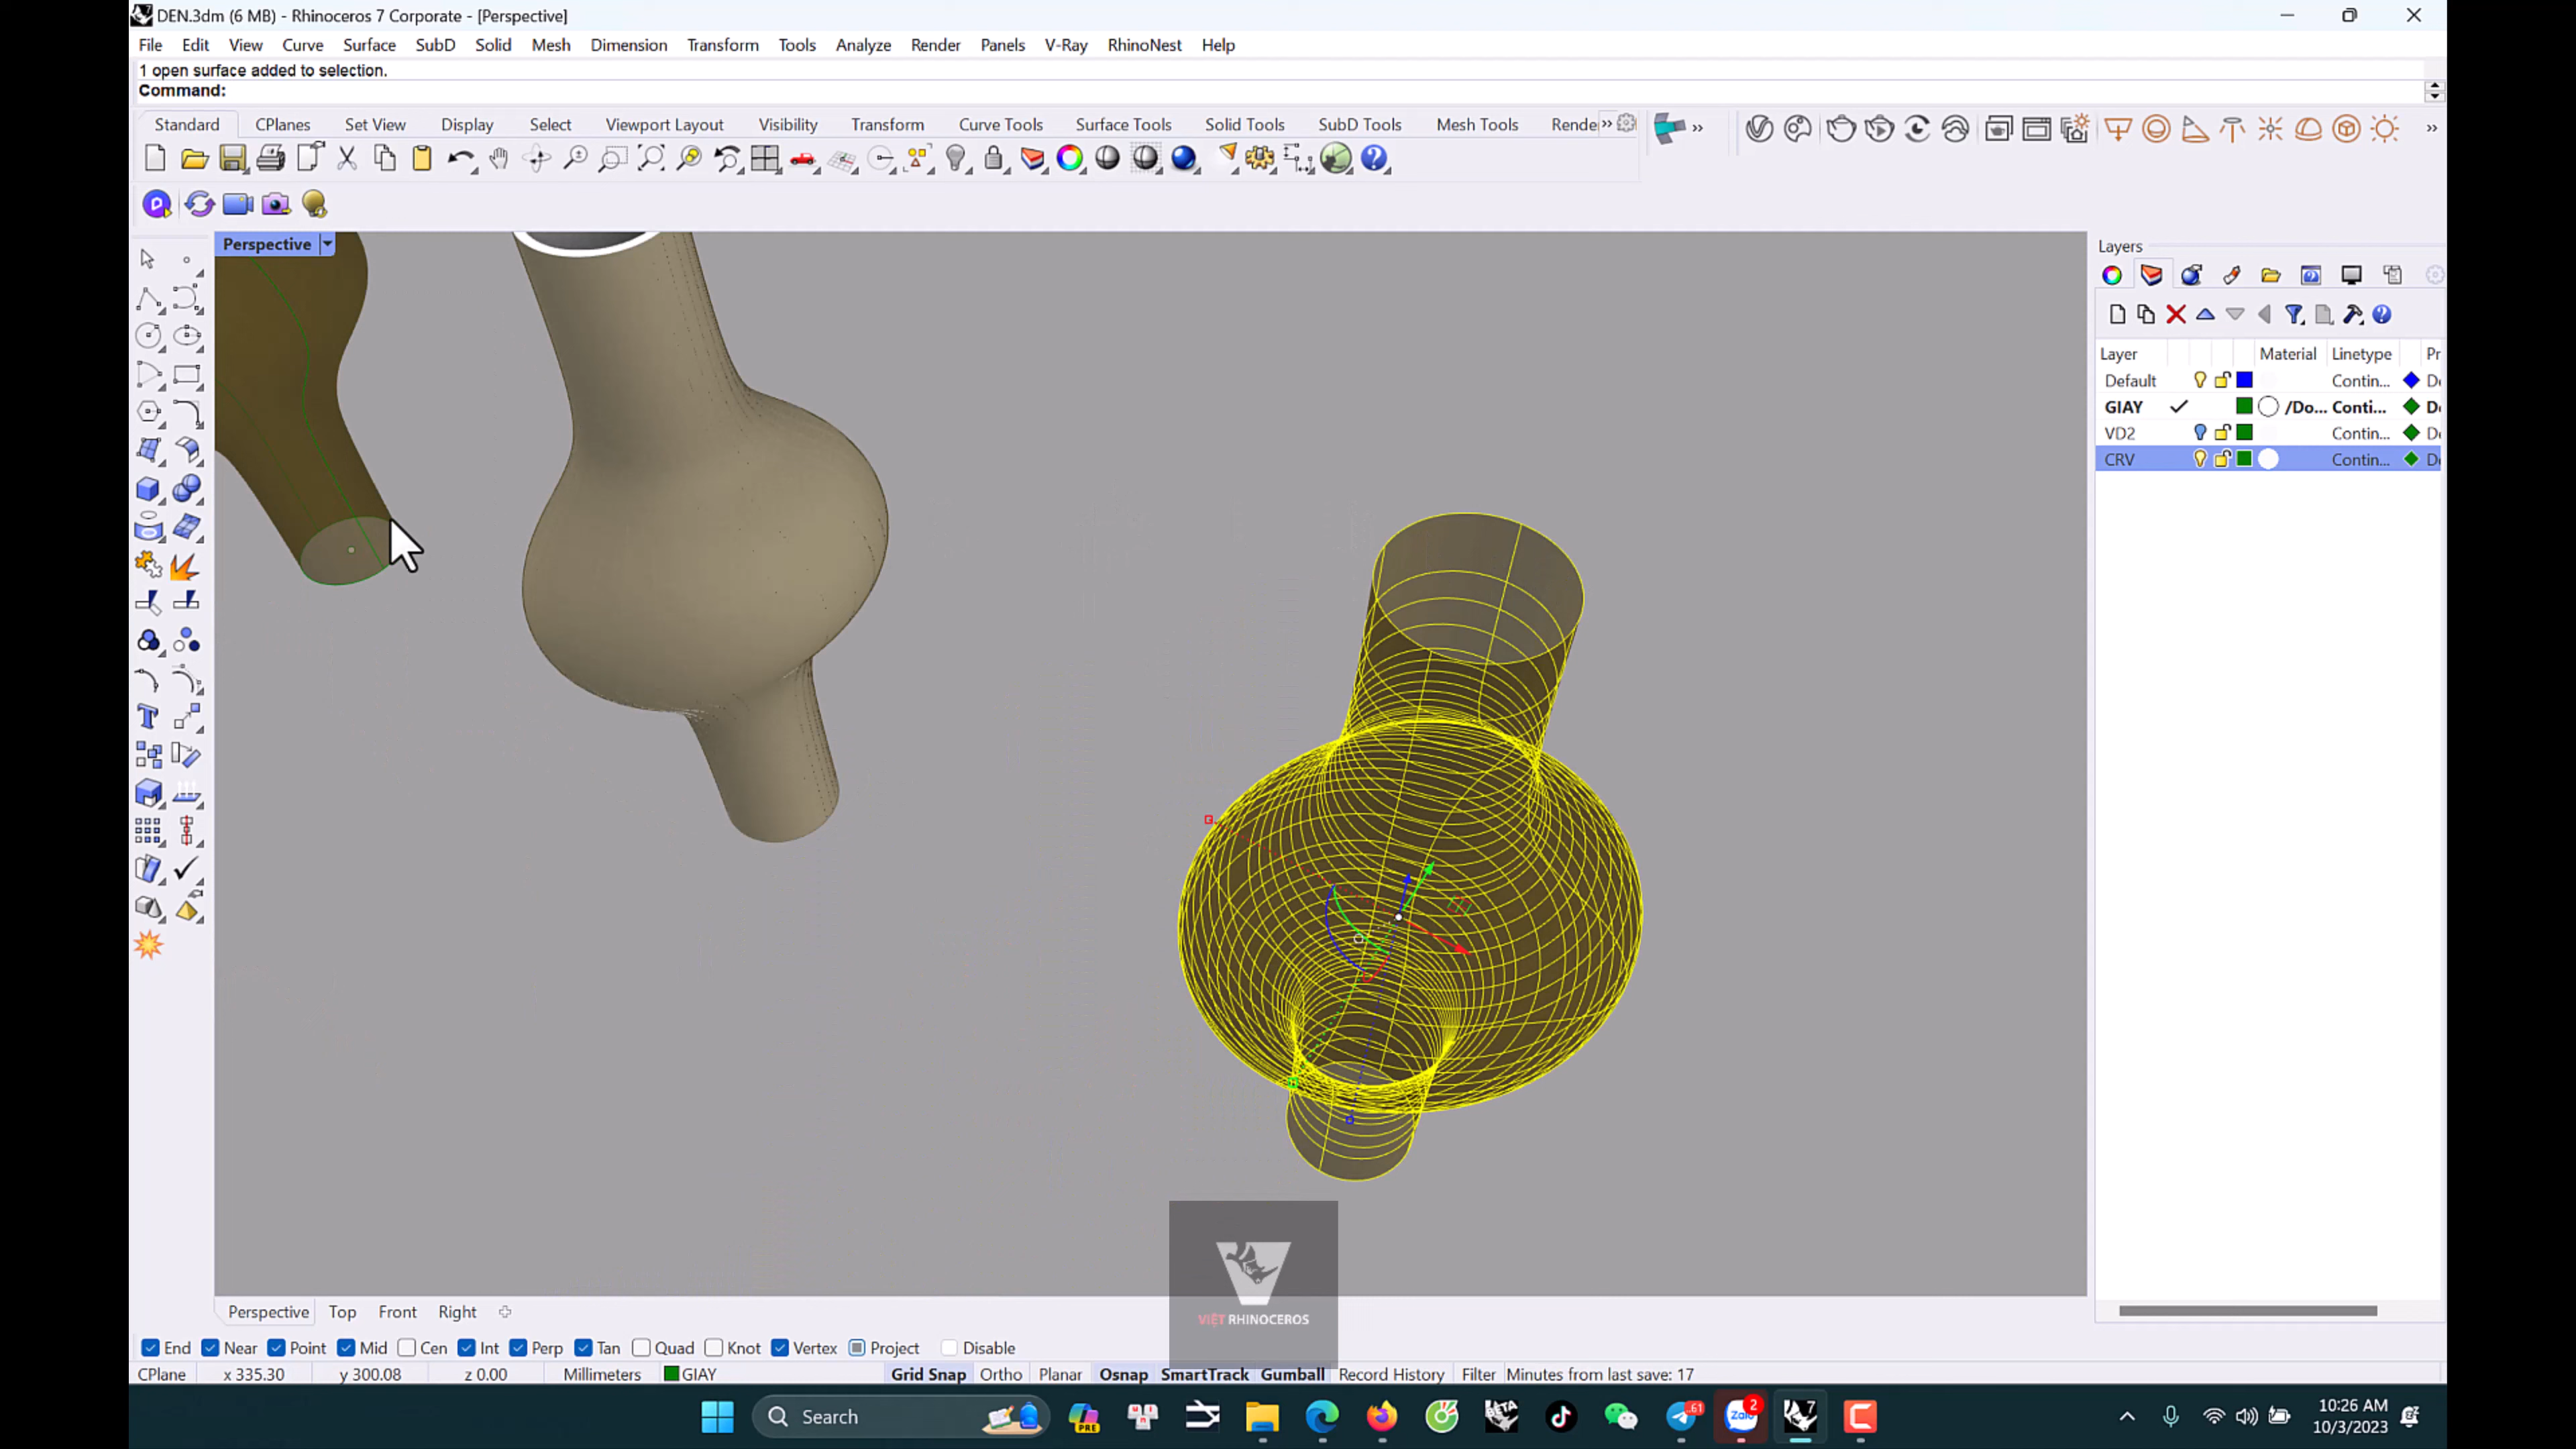 DEN.3dm (6 MB) - Rhinoceros 7 Corporate - [Perspective]
File Edit View Curve Surface SubD Solid Mesh Dimension Transform Tools Analyze Render Panels V-Ray RhinoNest Help
1 open surface added to selection.
Command:
Standard CPlanes Set View Display Select Viewport Layout Visibility Transform Curve Tools Surface Tools Solid Tools SubD Tools Mesh Tools Rende
Perspective
Layers
Layer Material Linetype Pr
Default Contin... D
GIAY /Do... Conti... D
VD2 Contin... D
CRV Contin... D
VIỆT RHINOCEROS
Perspective Top Front Right
End Near Point Mid Cen Int Perp Tan Quad Knot Vertex Project Disable
CPlane x 335.30 y 300.08 z 0.00 Millimeters GIAY Grid Snap Ortho Planar Osnap SmartTrack Gumball Record History Filter Minutes from last save: 17
Search
PRE
BETA
61
Zalo
2
7
10:26 AM
10/3/2023